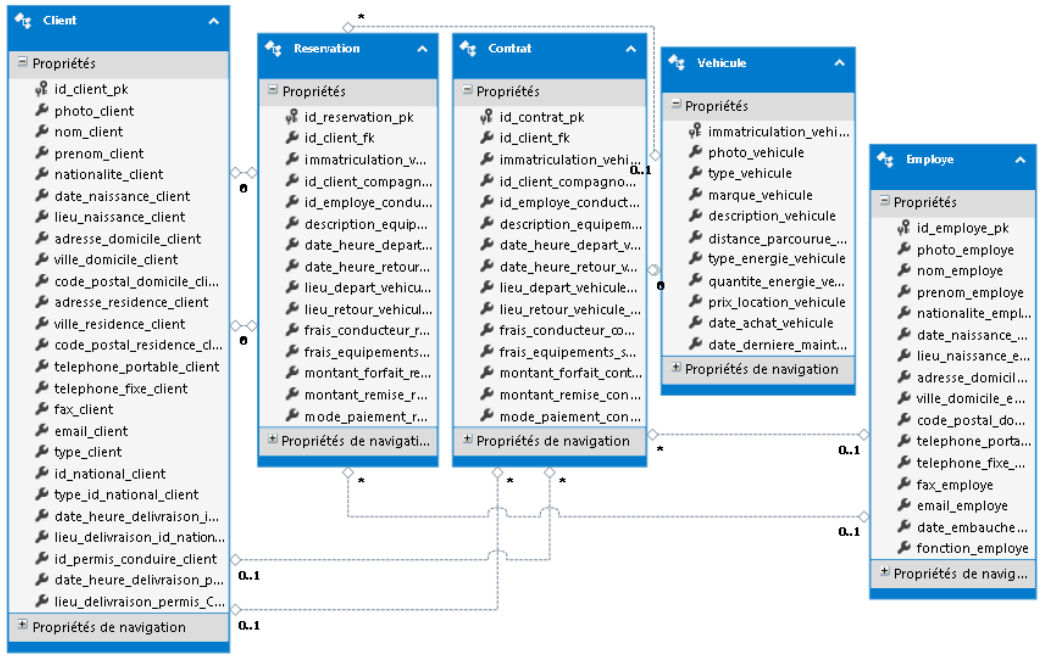 Client
Propriétés
id_client_pk
photo_client
nom_client
prenom_client
nationalite_client
date_naissance_client
lieu_naissance_client
adresse_domicile_client
ville_domicile_client
code_postal_domicile_cli...
adresse_residence_client
ville_residence_client
code_postal_residence_cl...
telephone_portable_client
telephone_fixe_client
fax_client
email_client
type_client
id_national_client
type_id_national_client
date_heure_delivraison_i...
lieu_delivraison_id_nation...
id_permis_conduire_client
date_heure_delivraison_p...
lieu_delivraison_permis_C...
Propriétés de navigation
Reservation
Propriétés
id_reservation_pk
id_client_fk
immatriculation_v...
id_client_compagn...
id_employe_condu...
description_equip...
date_heure_depart...
date_heure_retour...
lieu_depart_vehicu...
lieu_retour_vehicul...
frais_conducteur_r...
frais_equipements...
montant_forfait_re...
montant_remise_r...
mode_paiement_r...
Propriétés de navigati...
Contrat
Propriétés
id_contrat_pk
id_client_fk
immatriculation_vehi...
id_client_compagno...
id_employe_conduct...
description_equipem...
date_heure_depart_v...
date_heure_retour_v...
lieu_depart_vehicule...
lieu_retour_vehicule_...
frais_conducteur_co...
frais_equipements_s...
montant_forfait_cont...
montant_remise_con...
mode_paiement_con...
Propriétés de navigation
Vehicule
Propriétés
immatriculation_vehi...
photo_vehicule
type_vehicule
marque_vehicule
description_vehicule
distance_parcourue_...
type_energie_vehicule
quantite_energie_ve...
prix_location_vehicule
date_achat_vehicule
date_derniere_maint...
Propriétés de navigation
Employe
Propriétés
id_employe_pk
photo_employe
nom_employe
prenom_employe
nationalite_empl...
date_naissance_...
lieu_naissance_e...
adresse_domicil...
ville_domicile_e...
code_postal_do...
telephone_porta...
telephone_fixe_...
fax_employe
email_employe
date_embauche...
fonction_employe
Propriétés de navig...
*
0..1
*
0..1
*
0..1
*
*
0..1
0..1